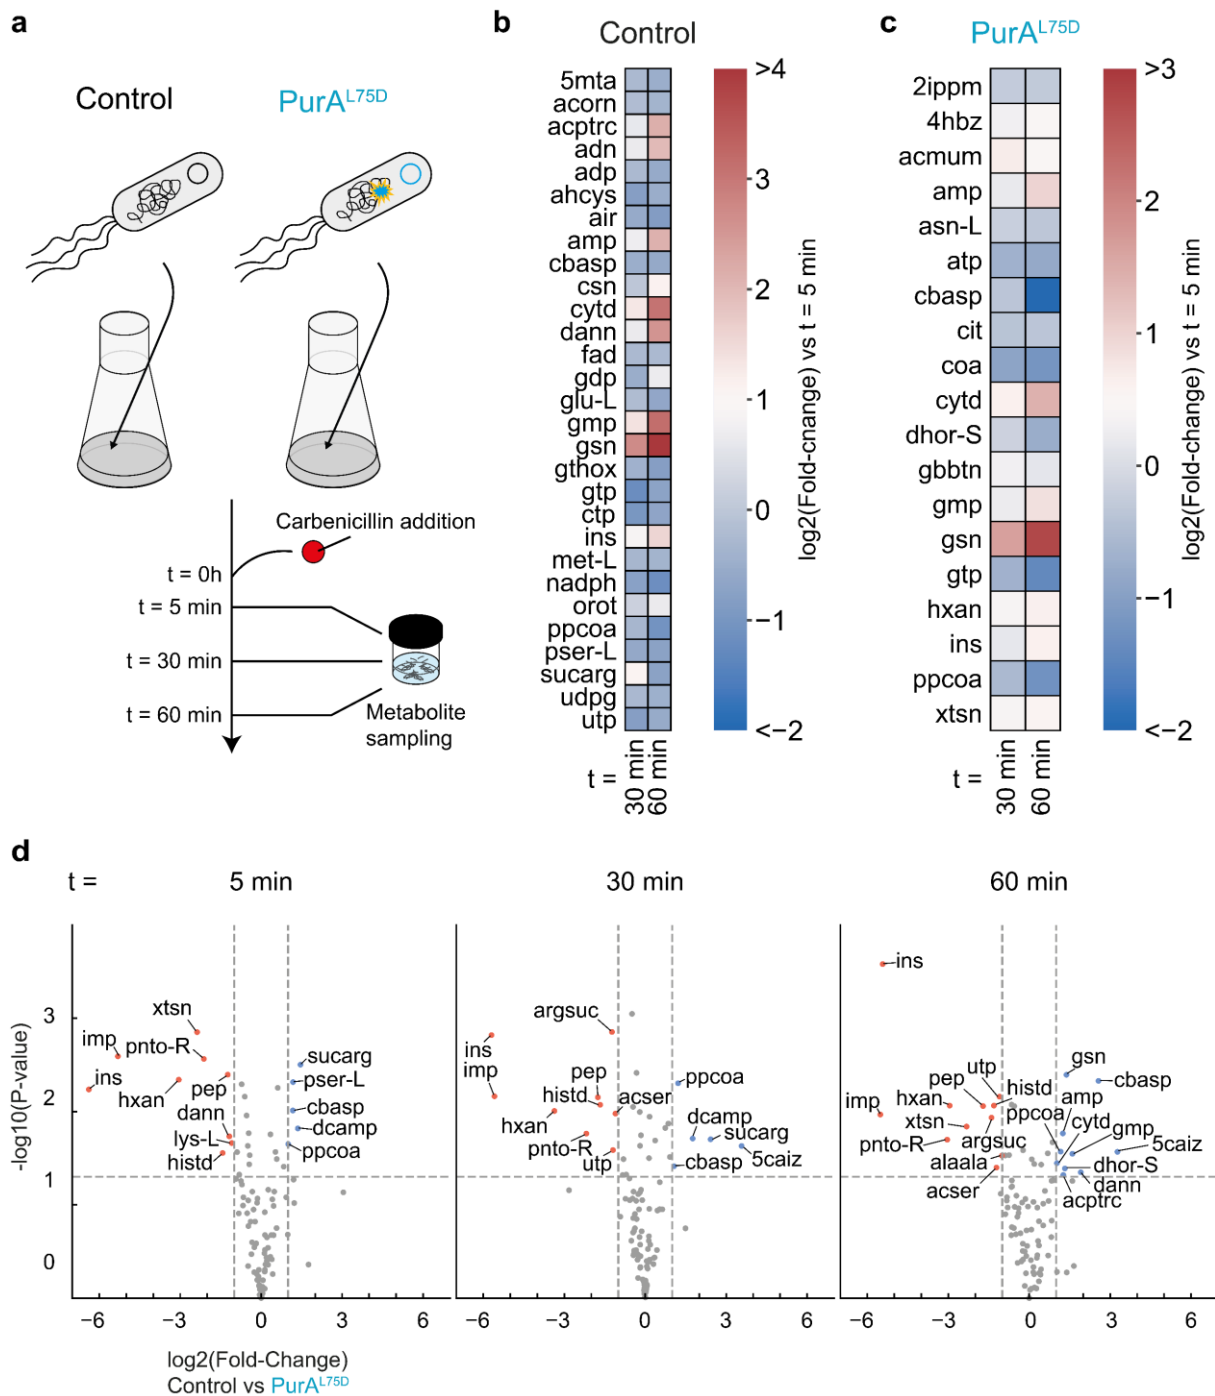 a
Control
PurA^L75D
Carbenicillin addition
t = 0h
t = 5 min
t = 30 min
t = 60 min
Metabolite
sampling
b
Control
5mta
acorn
acptrc
adn
adp
ahcys
air
amp
cbasp
csn
cytd
dann
fad
gdp
glu-L
gmp
gsn
gthox
gtp
ctp
ins
met-L
nadph
orot
ppcoa
pser-L
sucarg
udpg
utp
t =
30 min
60 min
>4
3
2
1
0
−1
<−2
log2(Fold-cnange) vs t = 5 min
c
PurA^L75D
2ippm
4hbz
acmum
amp
asn-L
atp
cbasp
cit
coa
cytd
dhor-S
gbbtn
gmp
gsn
gtp
hxan
ins
ppcoa
xtsn
30 min
60 min
t =
>3
2
1
0
−1
<−2
log2(Fold-change) vs t = 5 min
d
t =
5 min
30 min
60 min
-log10(P-value)
3
2
1
0
xtsn
imp
pnto-R
ins
hxan
pep
dann
lys-L
histd
sucarg
pser-L
cbasp
dcamp
ppcoa
−6
−3
0
3
6
argsuc
ins
imp
pep
histd
acser
hxan
pnto-R
utp
ppcoa
dcamp
sucarg
5caiz
cbasp
−6
−3
0
3
6
ins
utp
pep
hxan
histd
imp
xtsn
pnto-R
argsuc
alaala
acser
gsn
cbasp
amp
ppcoa
cytd
gmp
5caiz
dhor-S
dann
acptrc
−6
−3
0
3
6
log2(Fold-Change)
Control vs PurA^L75D